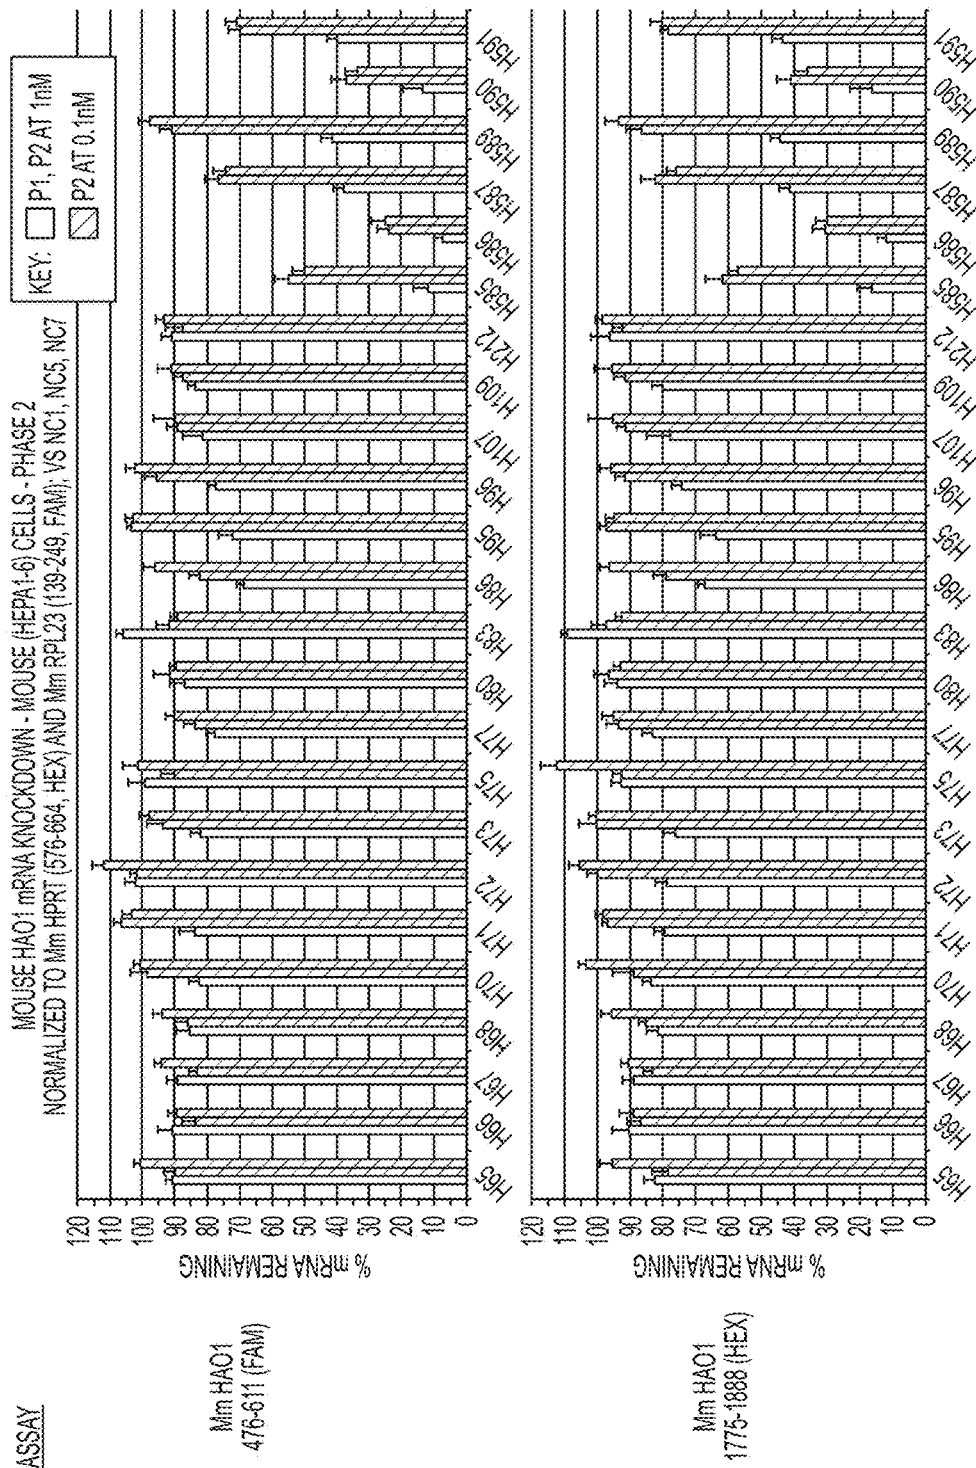 MOUSE HAO1 mRNA KNOCKDOWN - MOUSE (HEPA1-6) CELLS - PHASE 2
NORMALIZED TO Mm HPRT (576-664, HEX) AND Mm RPL23 (139-249, FAM); VS NC1, NC5, NC7
KEY:
P1, P2 AT 1nM
P2 AT 0.1nM
ASSAY
Mm HAO1
476-611 (FAM)
% mRNA REMAINING
120
110
100
90
80
70
60
50
40
30
20
10
0
H65
H66
H67
H68
H70
H71
H72
H73
H75
H77
H80
H83
H86
H95
H96
H107
H109
H212
H585
H586
H587
H589
H590
H591
Mm HAO1
1775-1888 (HEX)
% mRNA REMAINING
120
110
100
90
80
70
60
50
40
30
20
10
0
H65
H66
H67
H68
H70
H71
H72
H73
H75
H77
H80
H83
H86
H95
H96
H107
H109
H212
H585
H586
H587
H589
H590
H591